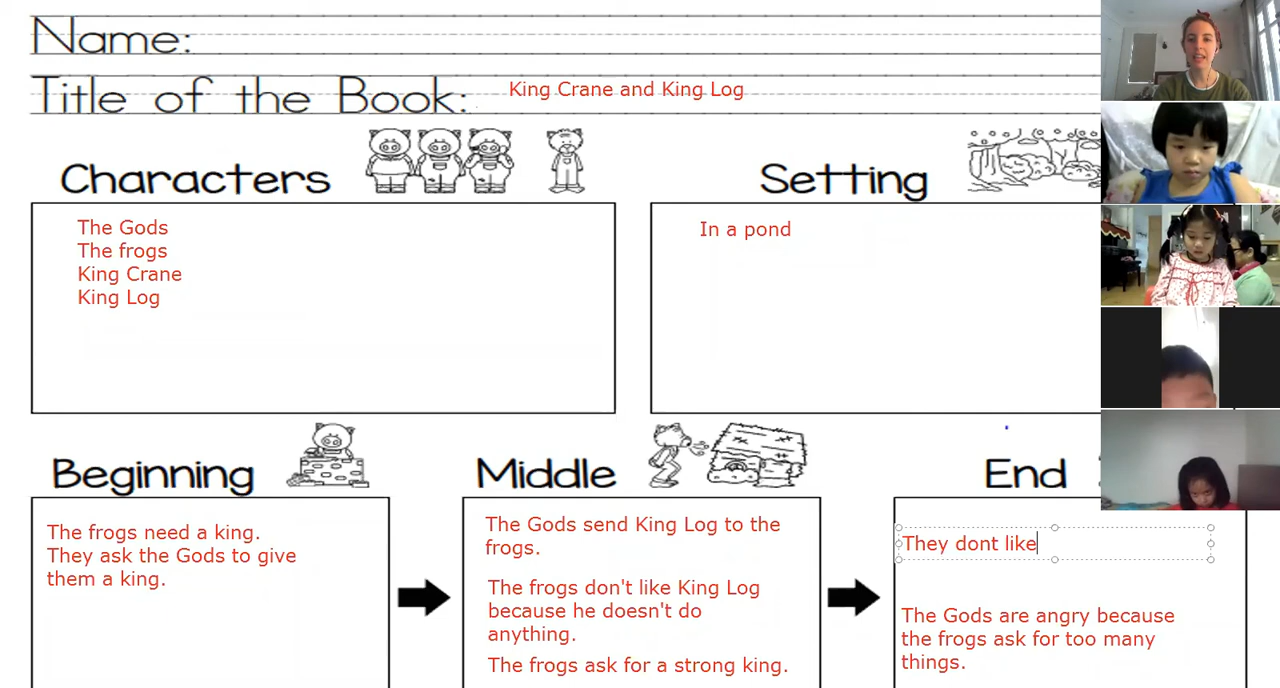 Name:
Title of the Book: King Crane and King Log
Characters
Setting
The Gods
The frogs
King Crane
King Log
In a pond
Beginning
Middle
End
The frogs need a king.
They ask the Gods to give
them a king.
The Gods send King Log to the
frogs.
The frogs don't like King Log
because he doesn't do
anything.
The frogs ask for a strong king.
They dont like
The Gods are angry because
the frogs ask for too many
things.